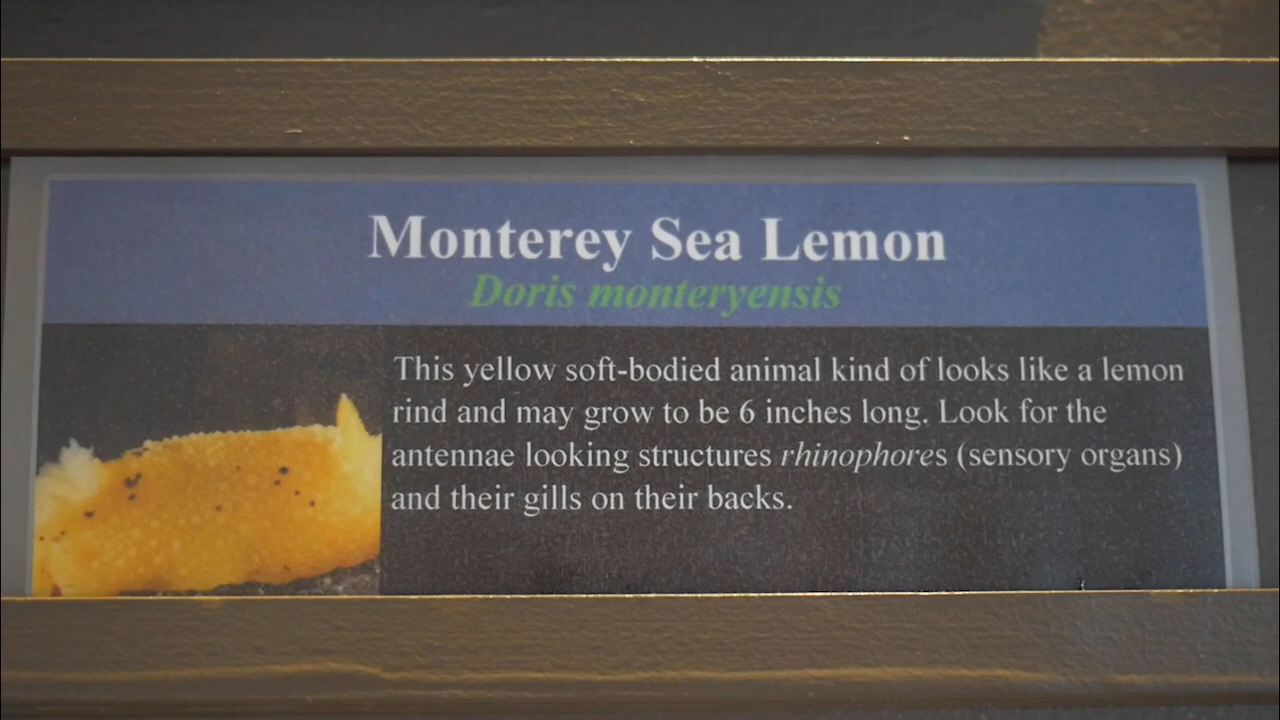 Monterey Sea Lemon
Doris monteryensis
This yellow soft-bodied animal kind of looks like a lemon
rind and may grow to be 6 inches long. Look for the
antennae looking structures rhinophores (sensory organs)
and their gills on their backs.